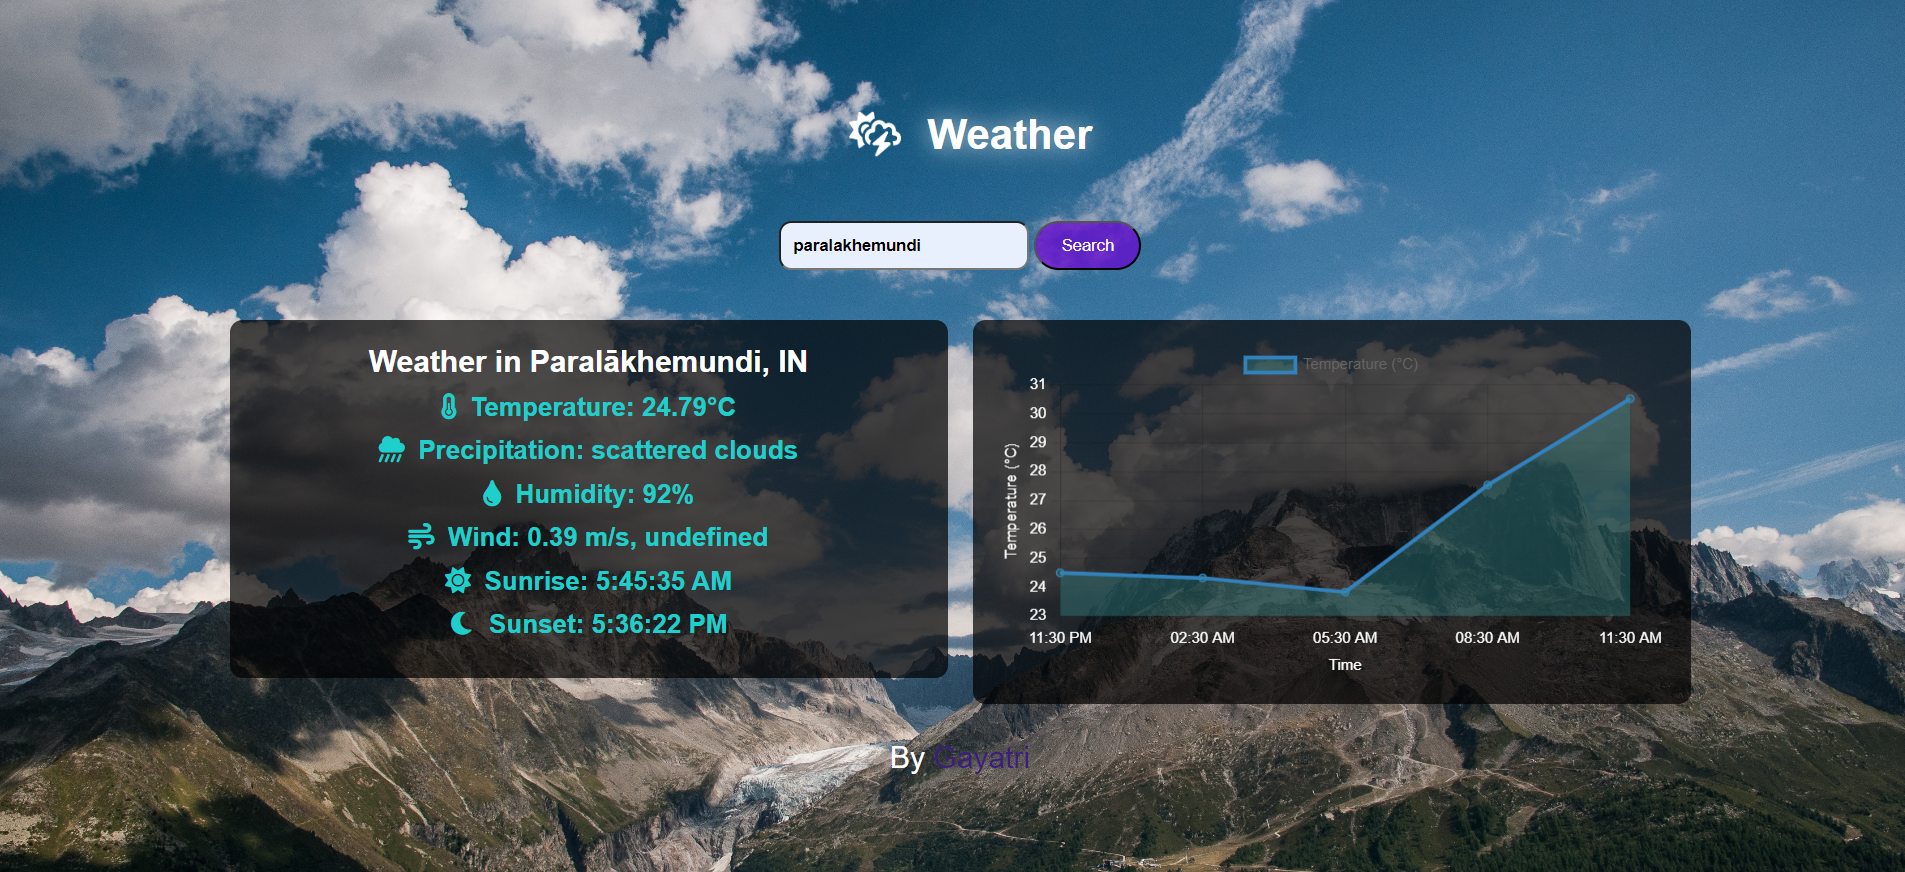 Weather
paralakhemundi
Search
Weather in Paralākhemundi, IN
Temperature: 24.79°C
Precipitation: scattered clouds
Humidity: 92%
Wind: 0.39 m/s, undefined
Sunrise: 5:45:35 AM
Sunset: 5:36:22 PM
Temperature (°C)
Temperature (°C)
31
30
29
28
27
26
25
24
23
11:30 PM 02:30 AM 05:30 AM 08:30 AM 11:30 AM
Time
By Gayatri